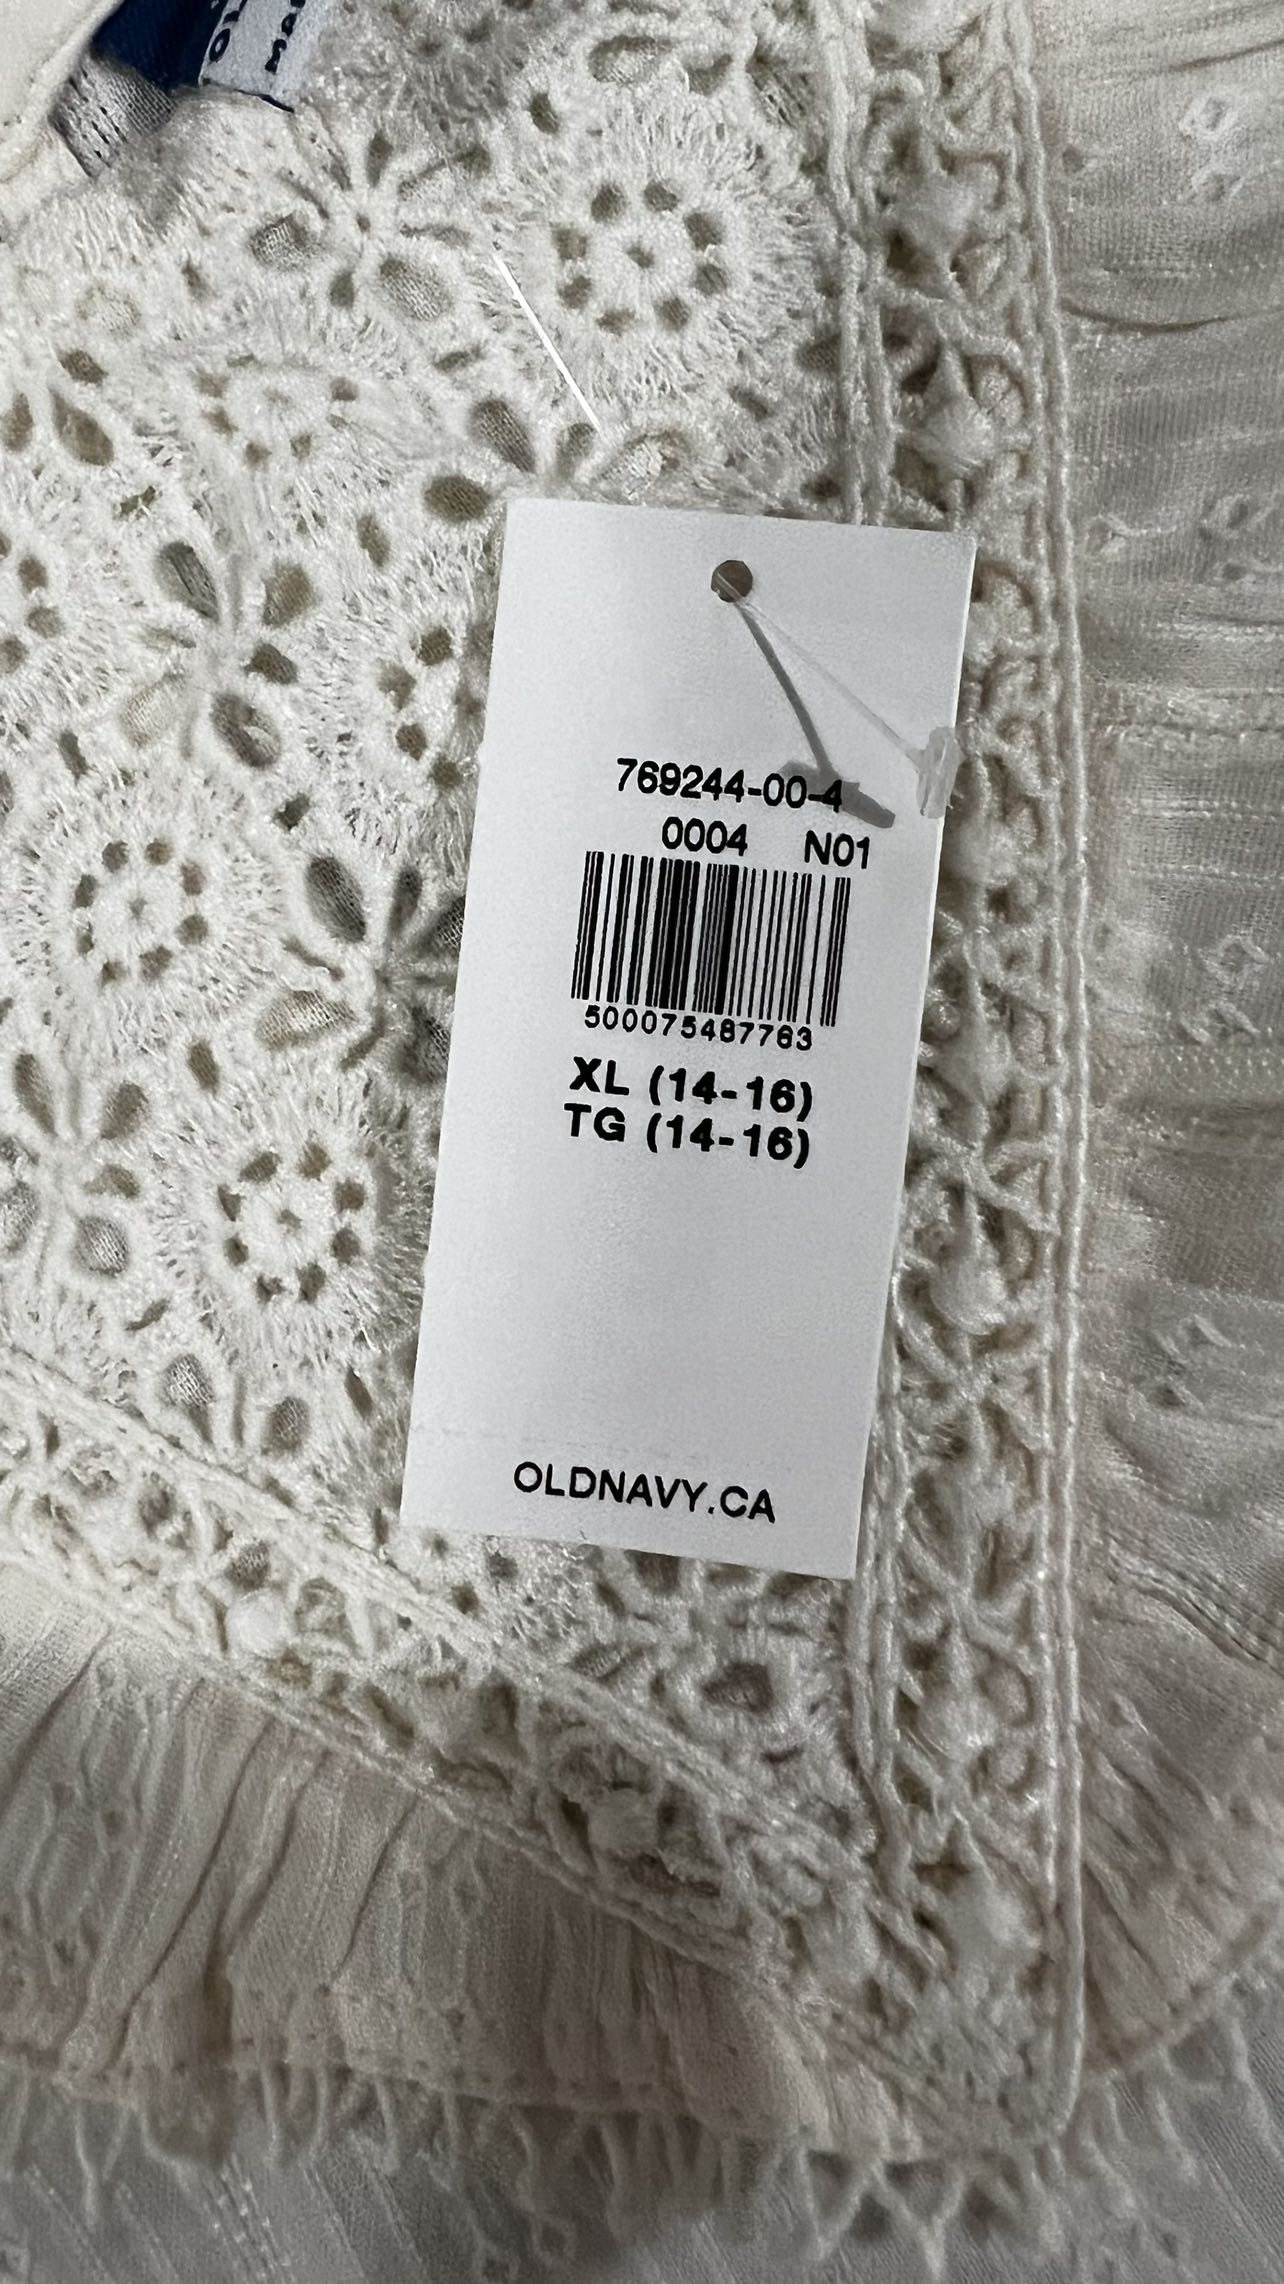 769244-00-4
0004 N01
500075487763
XL (14-16)
TG (14-16)
OLDNAVY.CA